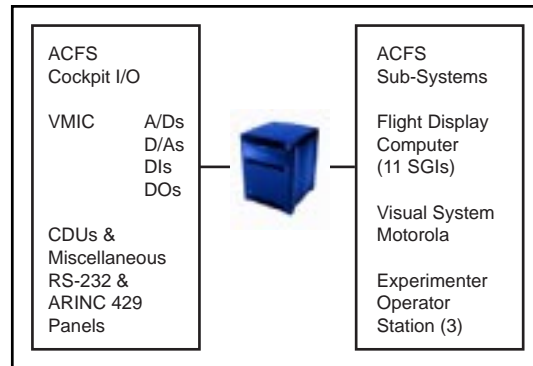 ACFS
Cockpit I/O
VMIC A/Ds
D/As
DIs
DOs
CDUs &
Miscellaneous
RS-232 &
ARINC 429
Panels
ACFS
Sub-Systems
Flight Display
Computer
(11 SGIs)
Visual System
Motorola
Experimenter
Operator
Station (3)